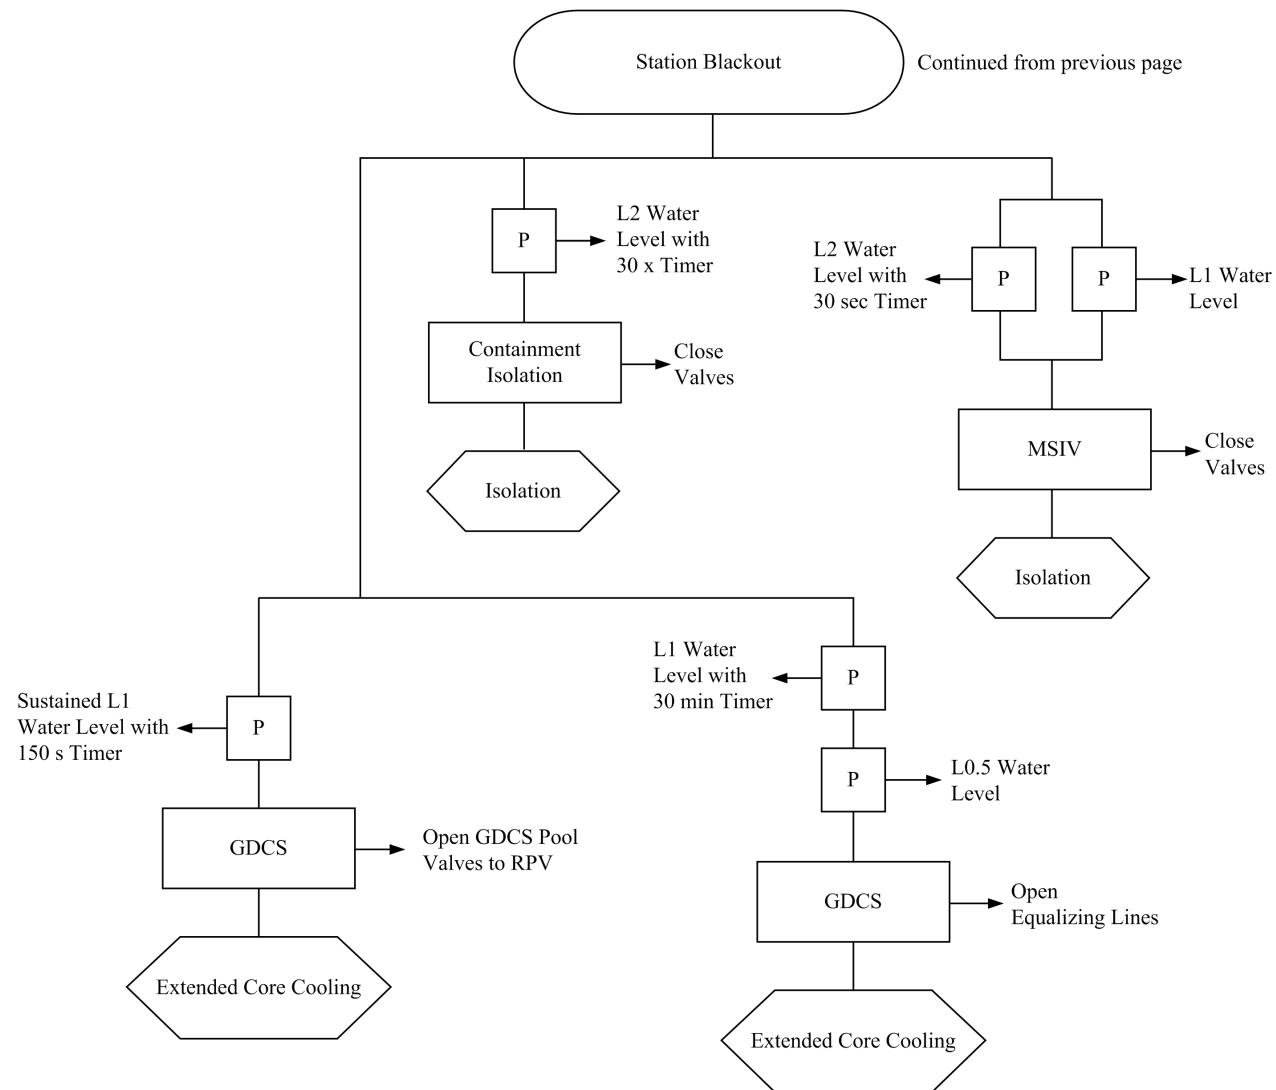 Station Blackout
Continued from previous page
P
L2 Water
Level with
30 x Timer
L2 Water
Level with
30 sec Timer
P
P
L1 Water
Level
Containment
Isolation
Close
Valves
MSIV
Close
Valves
Isolation
Isolation
L1 Water
Level with
30 min Timer
P
Sustained L1
Water Level with
150 s Timer
P
P
L0.5 Water
Level
GDCS
Open GDCS Pool
Valves to RPV
GDCS
Open
Equalizing Lines
Extended Core Cooling
Extended Core Cooling